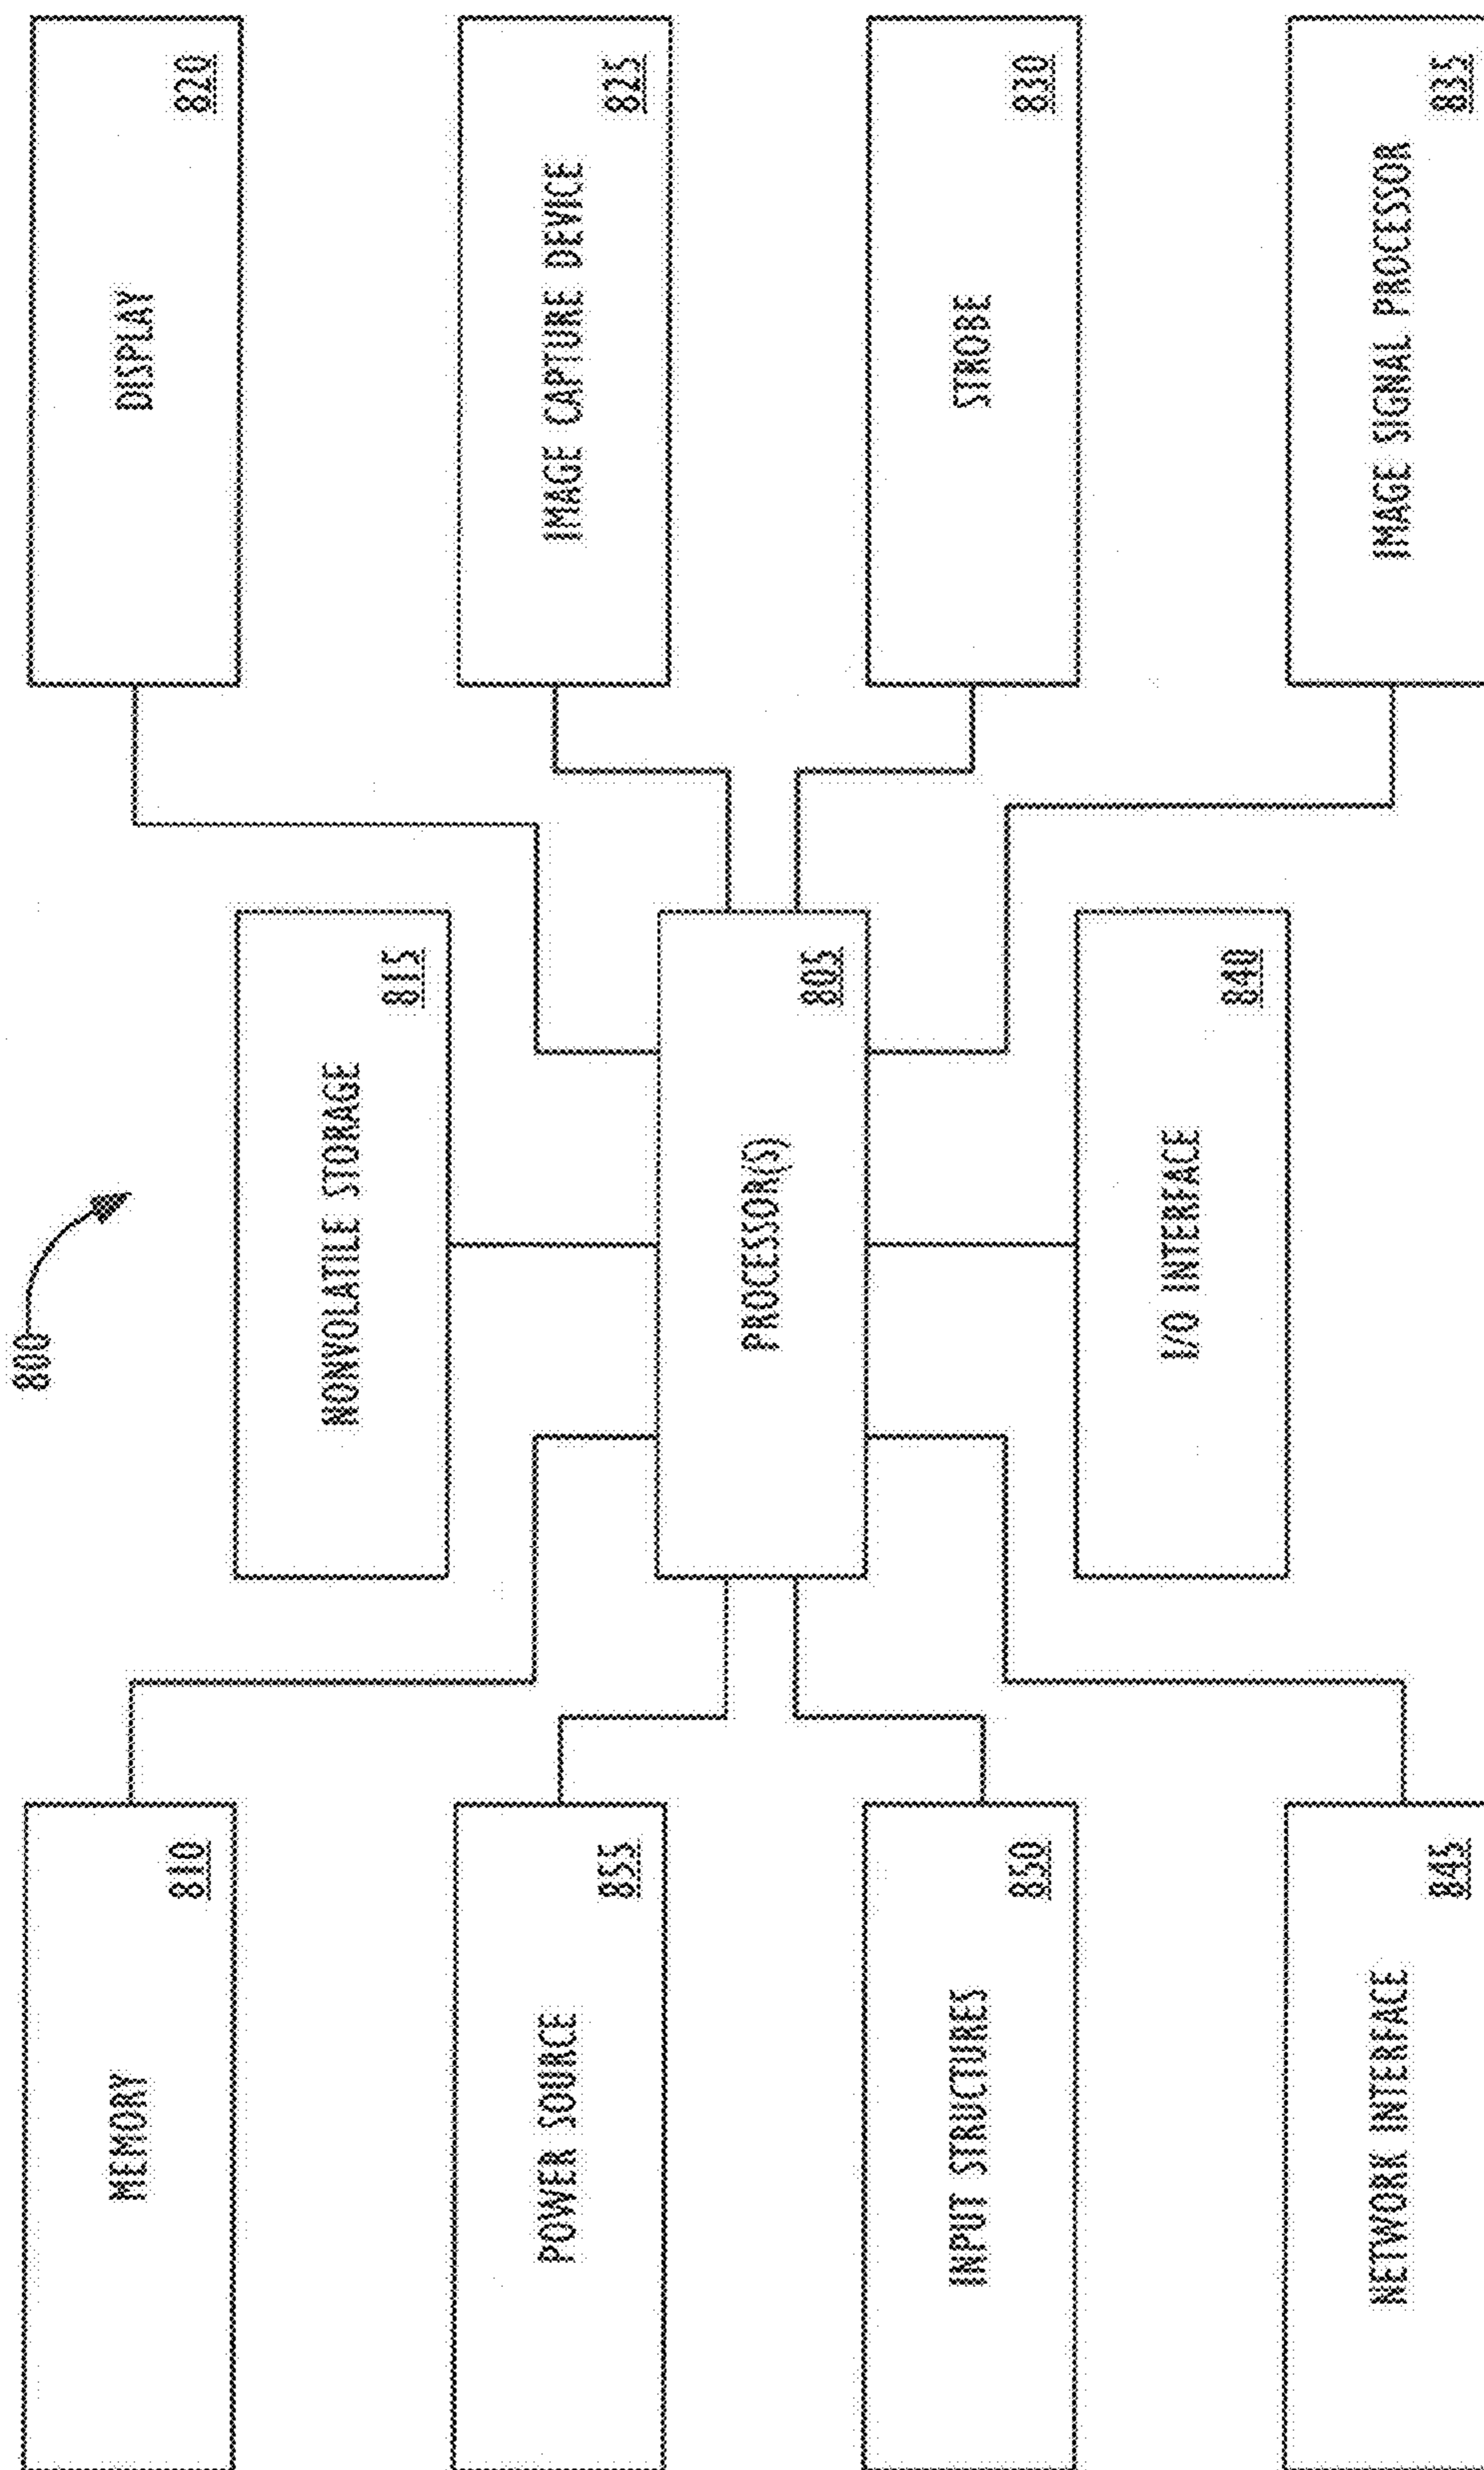 800
MEMORY
810
NONVOLATILE STORAGE
815
DISPLAY
820
POWER SOURCE
855
IMAGE CAPTURE DEVICE
825
PROCESSOR(S)
805
INPUT STRUCTURES
850
STROBE
830
I/O INTERFACE
840
NETWORK INTERFACE
845
IMAGE SIGNAL PROCESSOR
835